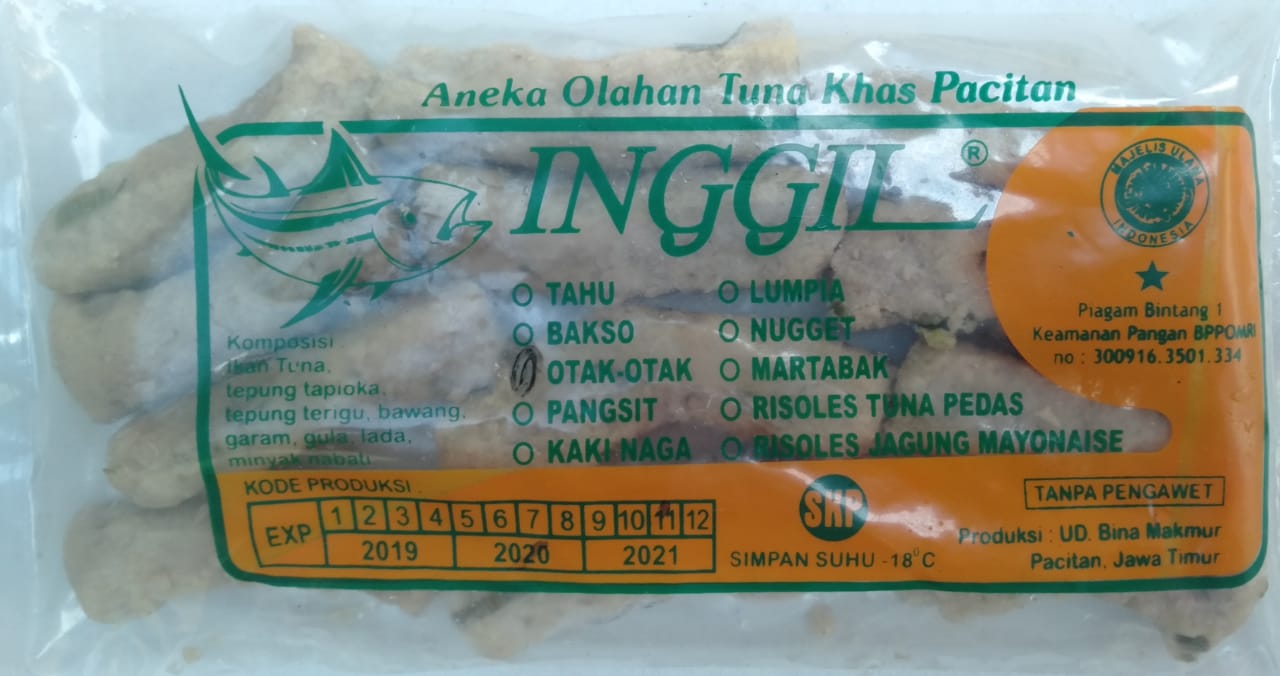 Aneka Olahan Tuna Khas Pacitan
INGGIL ®
MAJELIS ULAMA
INDONESIA
Piagam Bintang 1
Keamanan Pangan BPPOMRI
no : 300916.3501.334
TAHU
BAKSO
OTAK-OTAK
PANGSIT
KAKI NAGA
LUMPIA
NUGGET
MARTABAK
RISOLES TUNA PEDAS
RISOLES JAGUNG MAYONAISE
Komposisi
Ikan Tuna,
tepung tapioka,
tepung terigu, bawang,
garam, gula, lada,
minyak nabati
KODE PRODUKSI :
EXP
1 2 3 4 5 6 7 8 9 10 11 12
2019 2020 2021
SHP
SIMPAN SUHU -18°C
TANPA PENGAWET
Produksi : UD. Bina Makmur
Pacitan, Jawa Timur